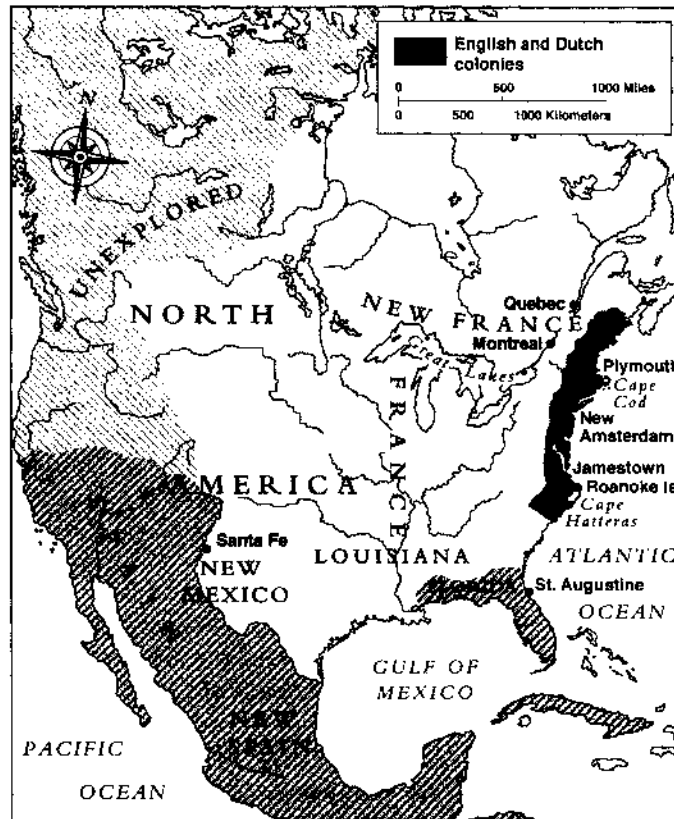 English and Dutch
colonies
0 500 1000 Miles
0 500 1000 Kilometers
N
UNEXPLORED
NORTH
NEW FRANCE
Quebec
Montreal
Great Lakes
Plymouth
Cape
Cod
New
Amsterdam
FRANCE
Jamestown
Roanoke Is
Cape
Hatteras
AMERICA
Santa Fe
NEW
MEXICO
LOUISIANA
ATLANTIC
OCEAN
FLORIDA
St. Augustine
GULF OF
MEXICO
NEW
SPAIN
PACIFIC
OCEAN